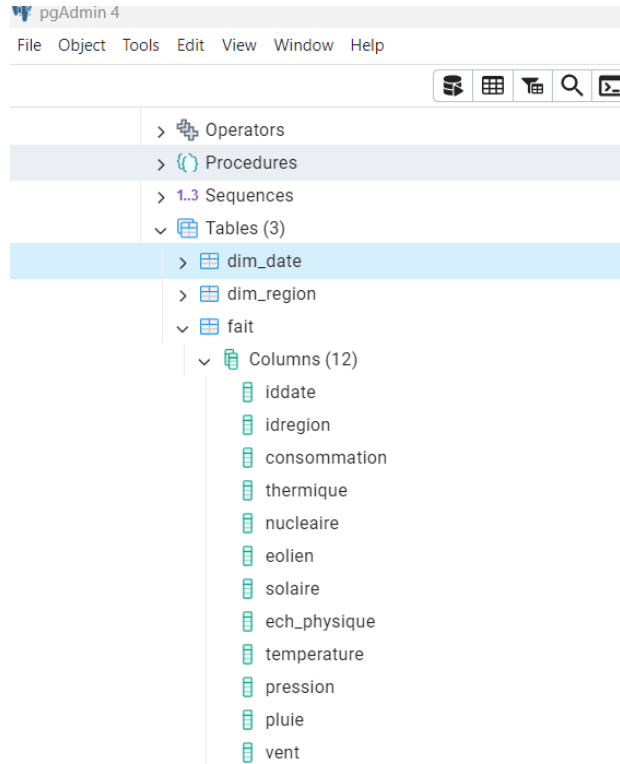 pgAdmin 4
File Object Tools Edit View Window Help
Operators
Procedures
1..3 Sequences
Tables (3)
dim_date
dim_region
fait
Columns (12)
iddate
idregion
consommation
thermique
nucleaire
eolien
solaire
ech_physique
temperature
pression
pluie
vent